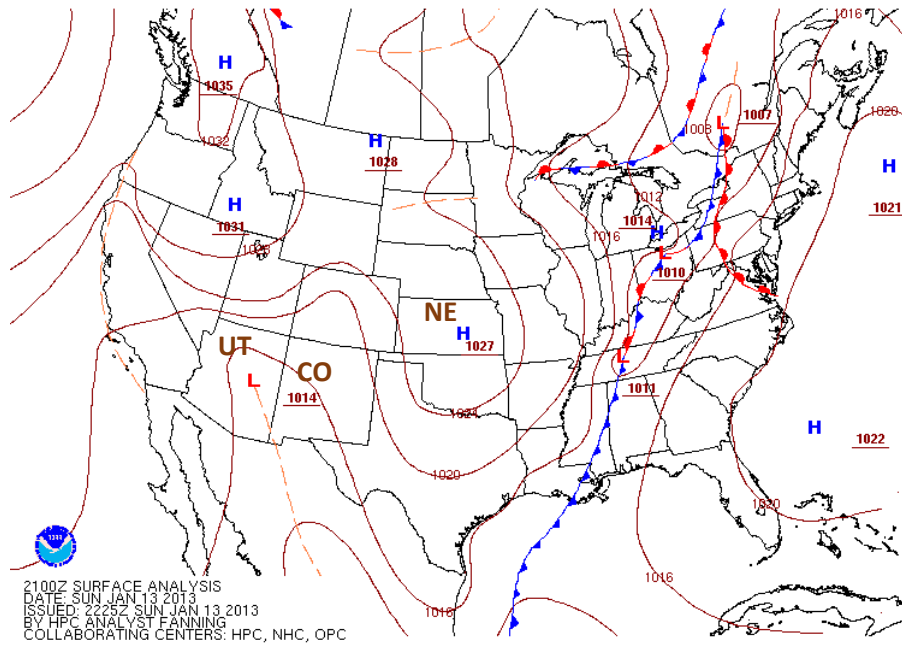 1016
H
1035
1032
1008
L
1007
1020
H
1028
H
H
1031
1028
1012
1014
H
1021
1016
L
1010
NE
H
1027
UT
L
CO
1014
L
1011
H
1022
1020
1020
1016
1016
2100Z SURFACE ANALYSIS
DATE: SUN JAN 13 2013
ISSUED: 2225Z SUN JAN 13 2013
BY HPC ANALYST FANNING
COLLABORATING CENTERS: HPC, NHC, OPC